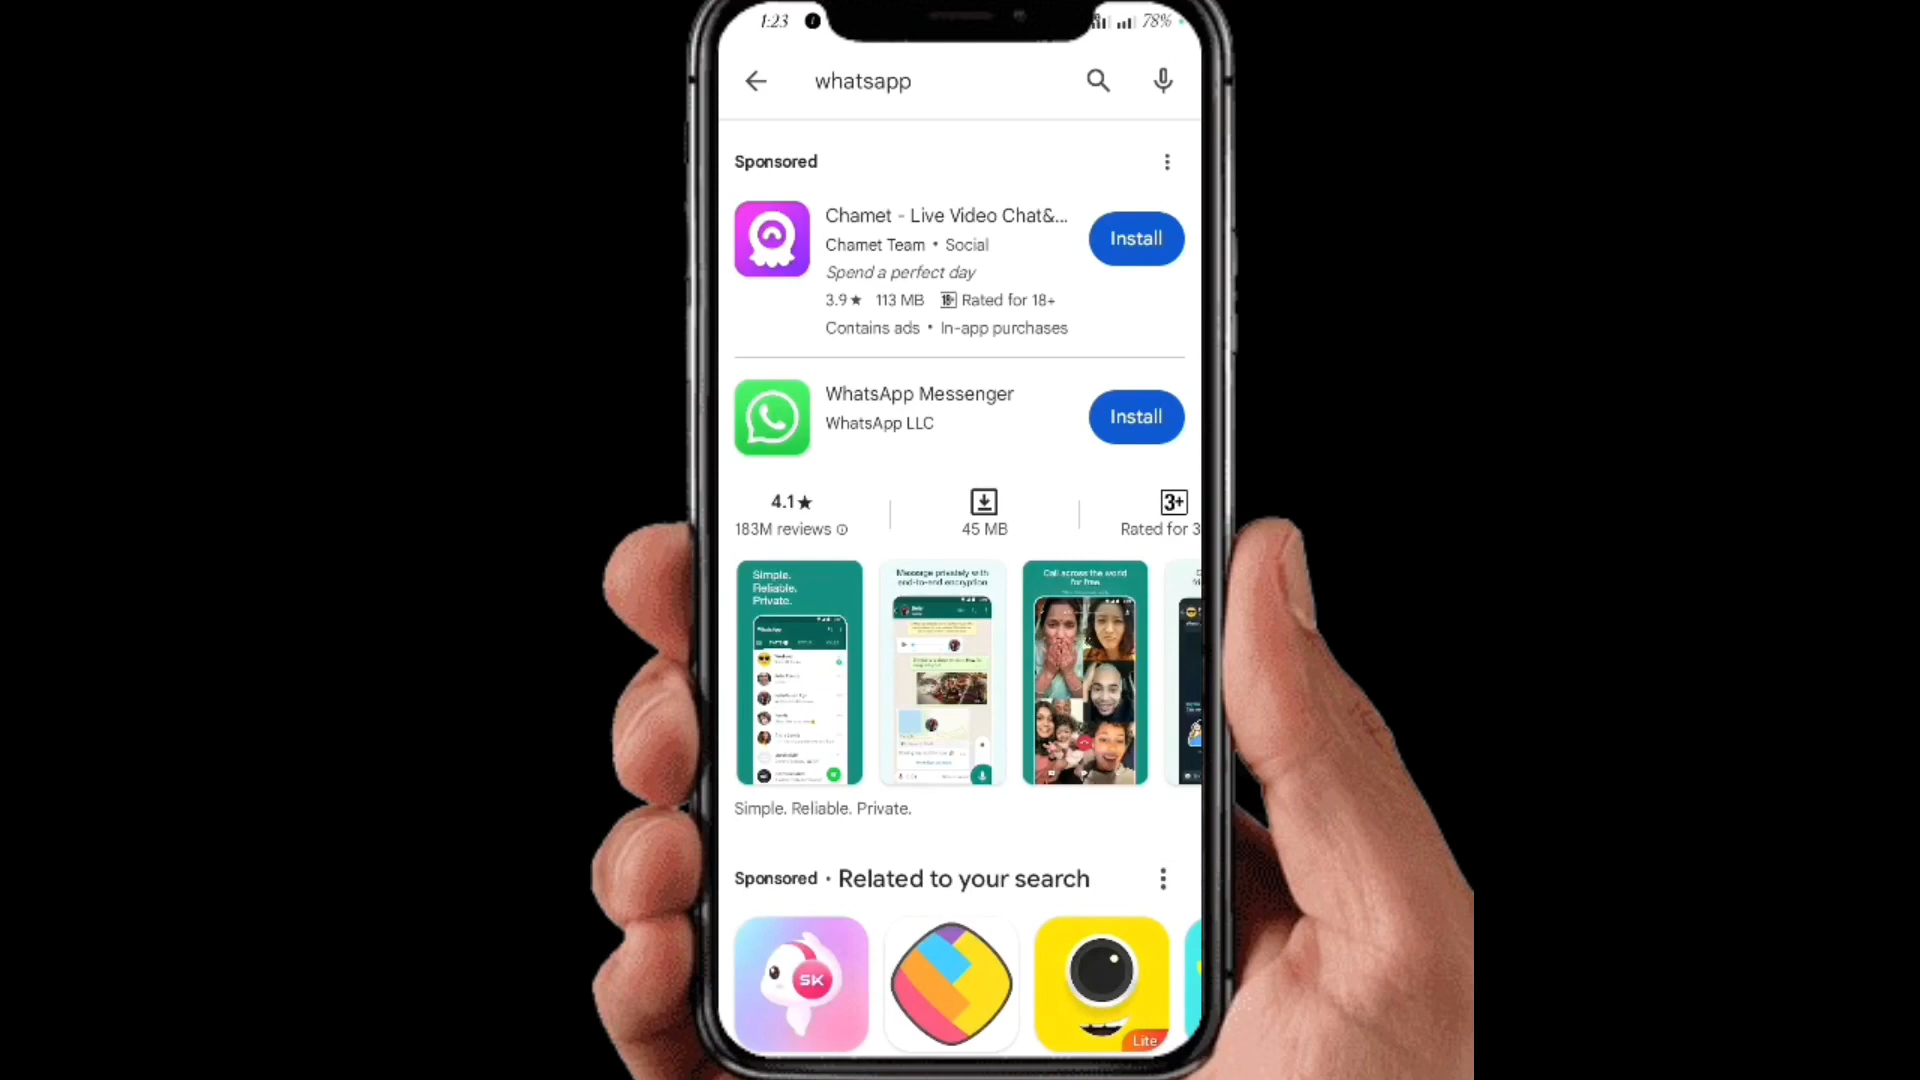 1:23
78%
whatsapp
Sponsored
Chamet - Live Video Chat&...
Install
Chamet Team • Social
Spend a perfect day
3.9★ 113 MB 18+ Rated for 18+
Contains ads • In-app purchases
WhatsApp Messenger
Install
WhatsApp LLC
4.1★
3+
183M reviews
45 MB
Rated for 3
Simple.
Reliable.
Private.
Message privately with
end-to-end encryption
Call across the world
for free.
WhatsApp
Simple. Reliable. Private.
Sponsored • Related to your search
SK
Lite